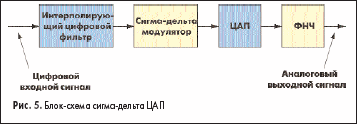 Интерполирую-
щий цифровой
фильтр
Сигма-дельта
модулятор
ЦАП
ФНЧ
Цифровой
входной сигнал
Аналоговый
выходной сигнал
Рис. 5. Блок-схема сигма-дельта ЦАП